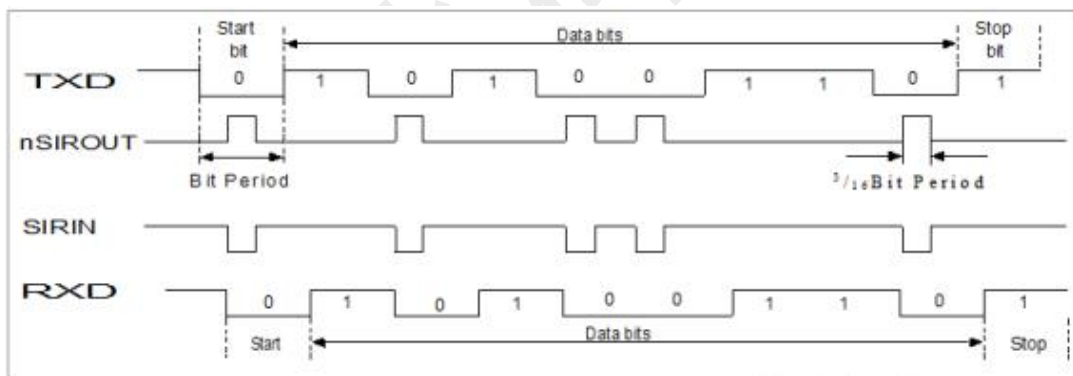 Start bit
Data bits
Stop bit
TXD 0 1 0 1 0 0 1 1 0 1
nSIROUT
Bit Period
3/16Bit Period
SIRIN
RXD 0 1 0 1 0 0 1 1 0 1
Start
Data bits
Stop